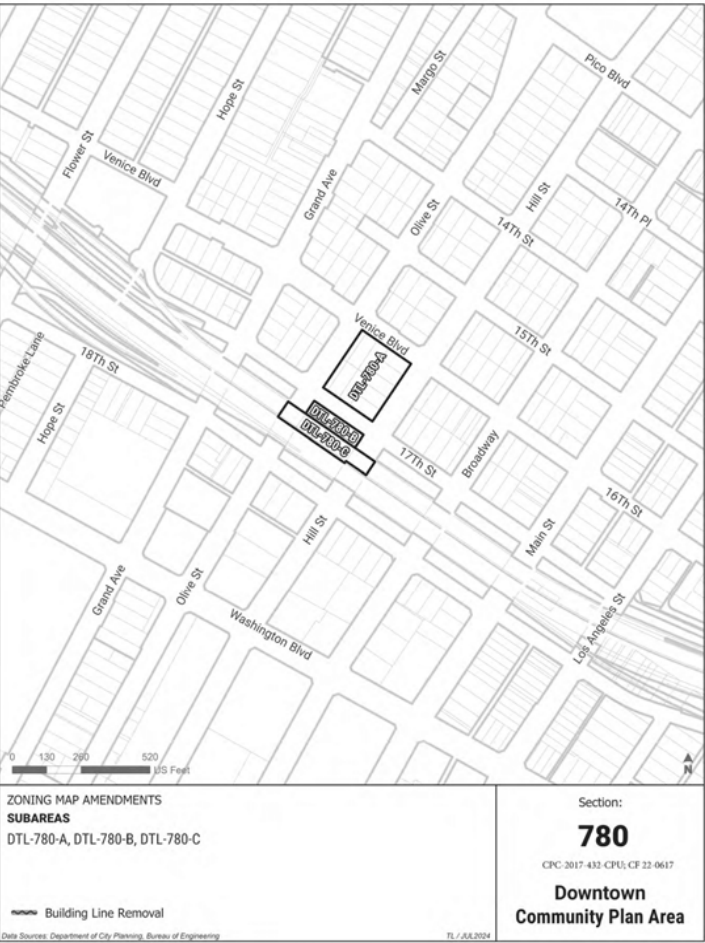 Margo St
Pico Blvd
Hope St
Flower St
Venice Blvd
Grand Ave
Hill St
14Th Pl
Olive St
14Th St
Venice Blvd
15Th St
DTL-780-A
Pembroke Lane
18Th St
DTL-780-B
DTL-780-C
Hope St
17Th St
Broadway
16Th St
Hill St
Main St
Grand Ave
Olive St
Washington Blvd
Los Angeles St
0 130 260 520
US Feet
N
ZONING MAP AMENDMENTS
SUBAREAS
DTL-780-A, DTL-780-B, DTL-780-C
Building Line Removal
Data Sources: Department of City Planning, Bureau of Engineering
TL / JUL2024
Section:
780
CPC-2017-432-CPU; CF 22-0617
Downtown
Community Plan Area